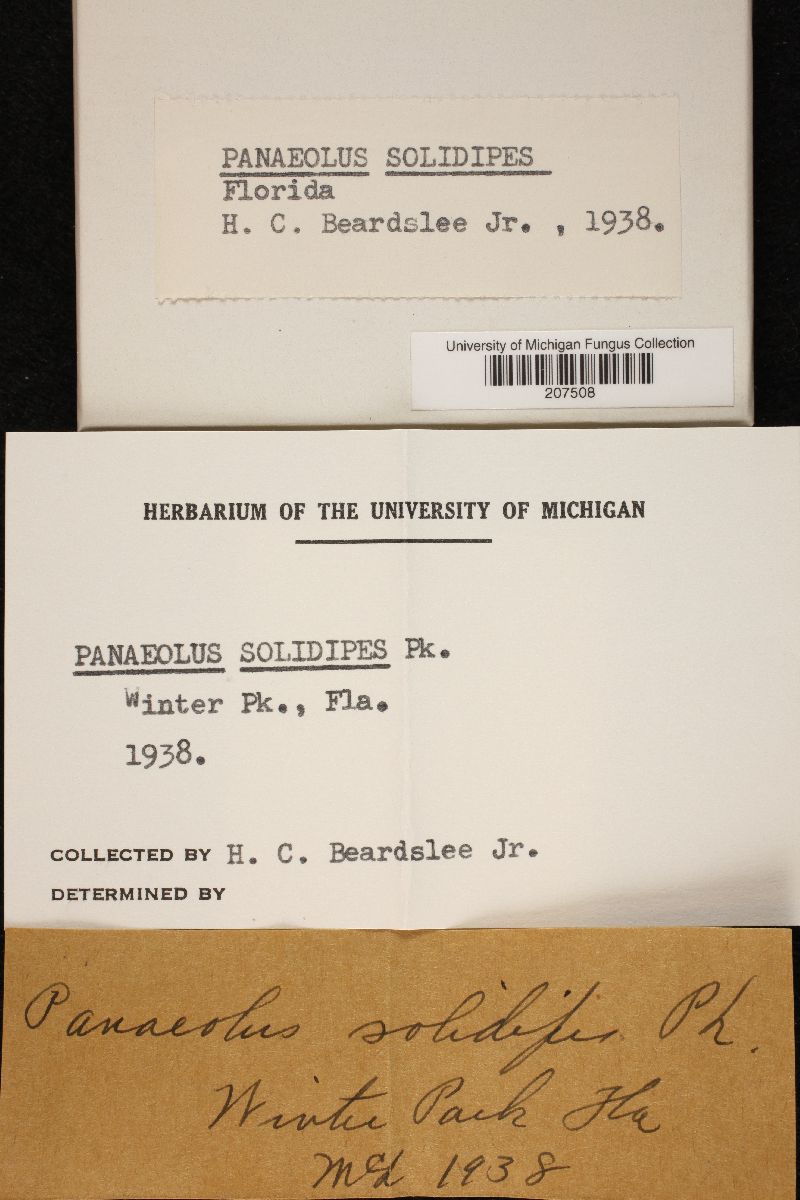 PANAEOLUS SOLIDIPES
Florida
H. C. Beardslee Jr. , 1938.
University of Michigan Fungus Collection
207508
HERBARIUM OF THE UNIVERSITY OF MICHIGAN
PANAEOLUS SOLIDIPES Pk.
Winter Pk., Fla.
1938.
COLLECTED BY H. C. Beardslee Jr.
DETERMINED BY
Panaeolus solidipes Pk.
Winter Park Fla
1938